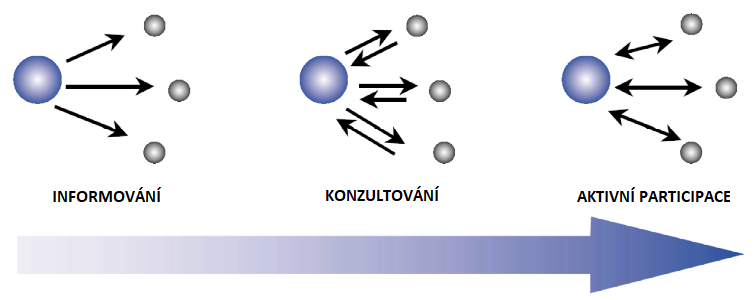 INFORMOVÁNÍ
KONZULTOVÁNÍ
AKTIVNÍ PARTICIPACE